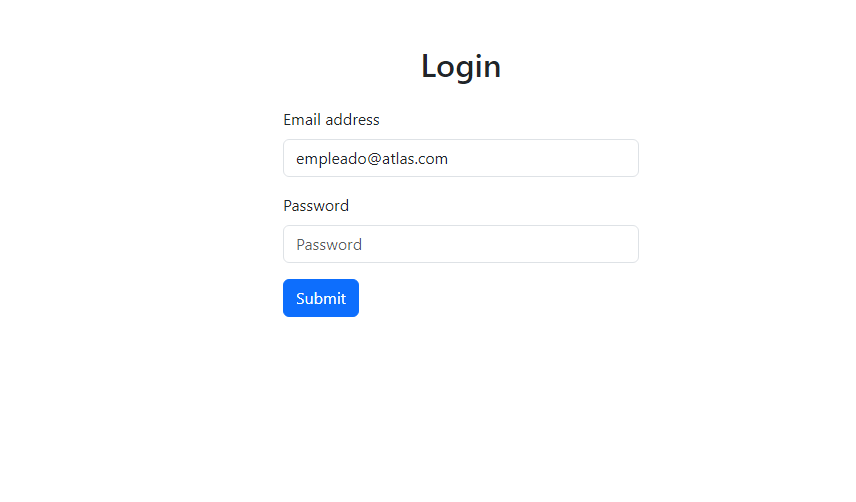 Login
Email address
empleado@atlas.com
Password
Password
Submit